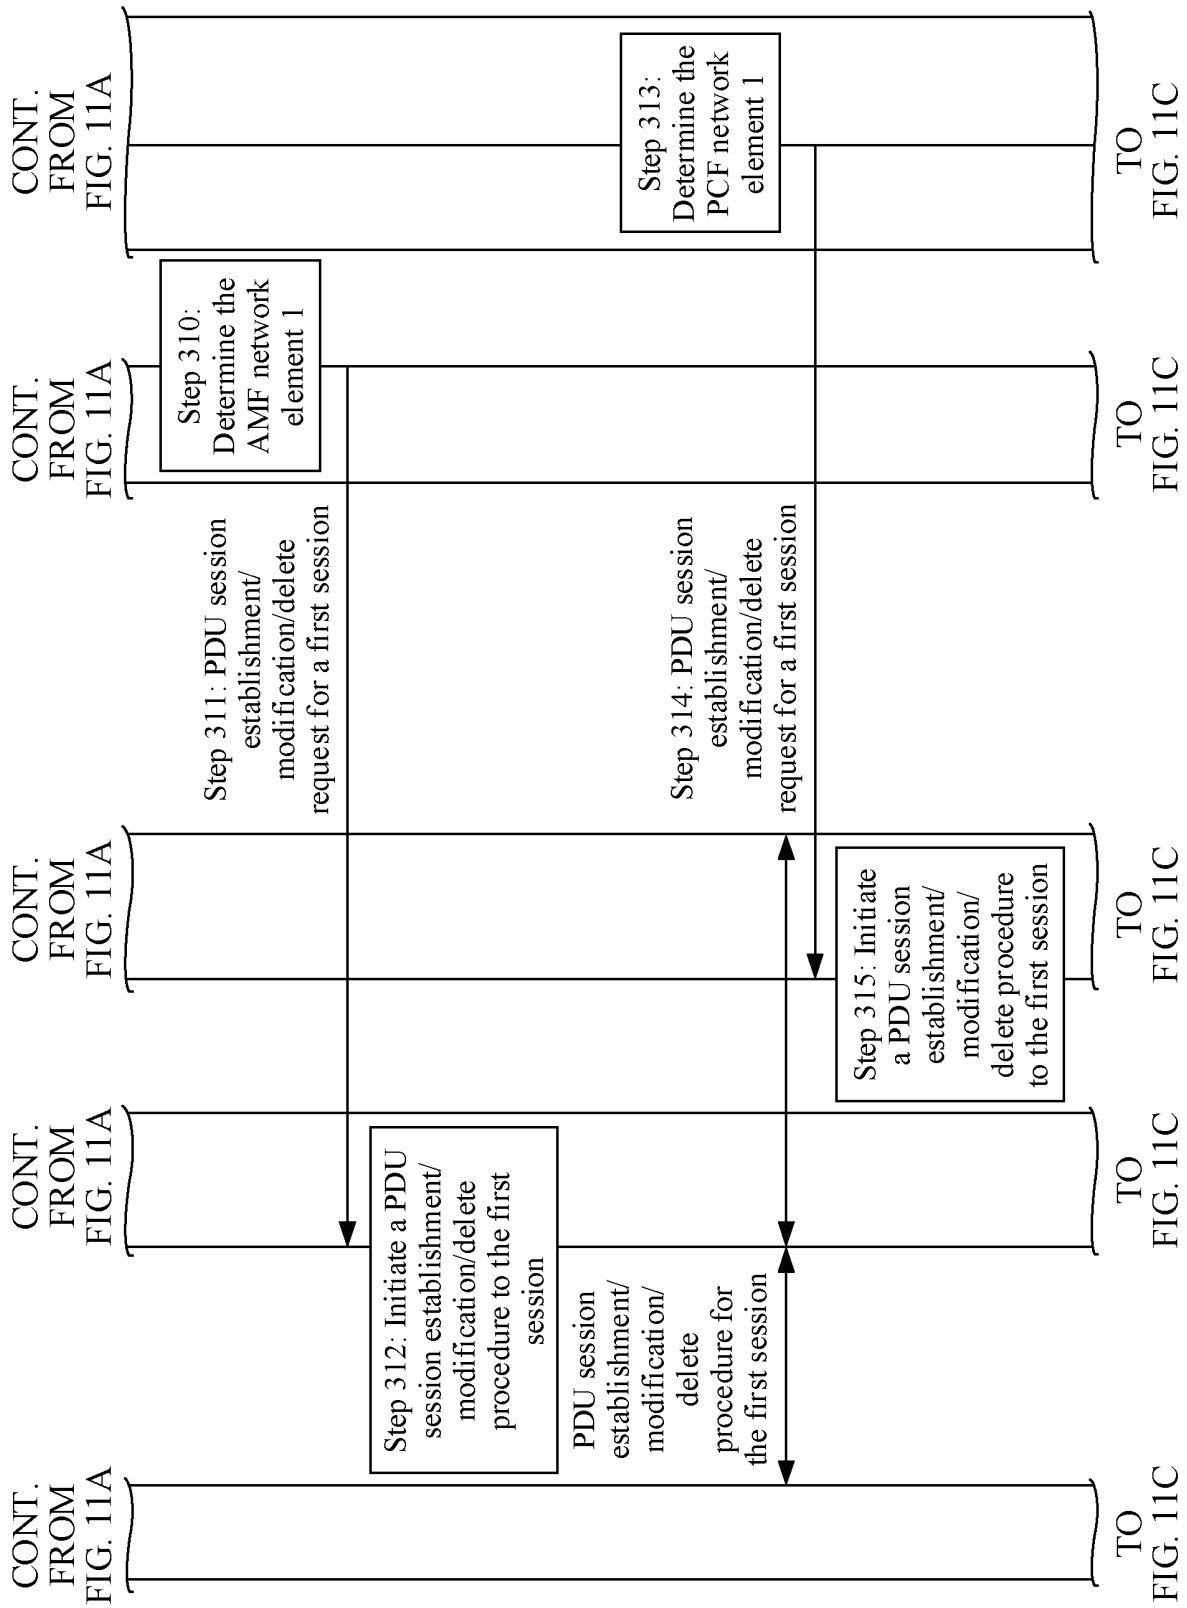 CONT.
FROM
FIG. 11A
CONT.
FROM
FIG. 11A
CONT.
FROM
FIG. 11A
CONT.
FROM
FIG. 11A
CONT.
FROM
FIG. 11A
Step 310:
Determine the
AMF network
element 1
Step 311: PDU session
establishment/
modification/delete
request for a first session
Step 312: Initiate a PDU
session establishment/
modification/delete
procedure to the first
session
PDU session
establishment/
modification/
delete
procedure for
the first session
Step 313:
Determine the
PCF network
element 1
Step 314: PDU session
establishment/
modification/delete
request for a first session
Step 315: Initiate
a PDU session
establishment/
modification/
delete procedure
to the first session
TO
FIG. 11C
TO
FIG. 11C
TO
FIG. 11C
TO
FIG. 11C
TO
FIG. 11C